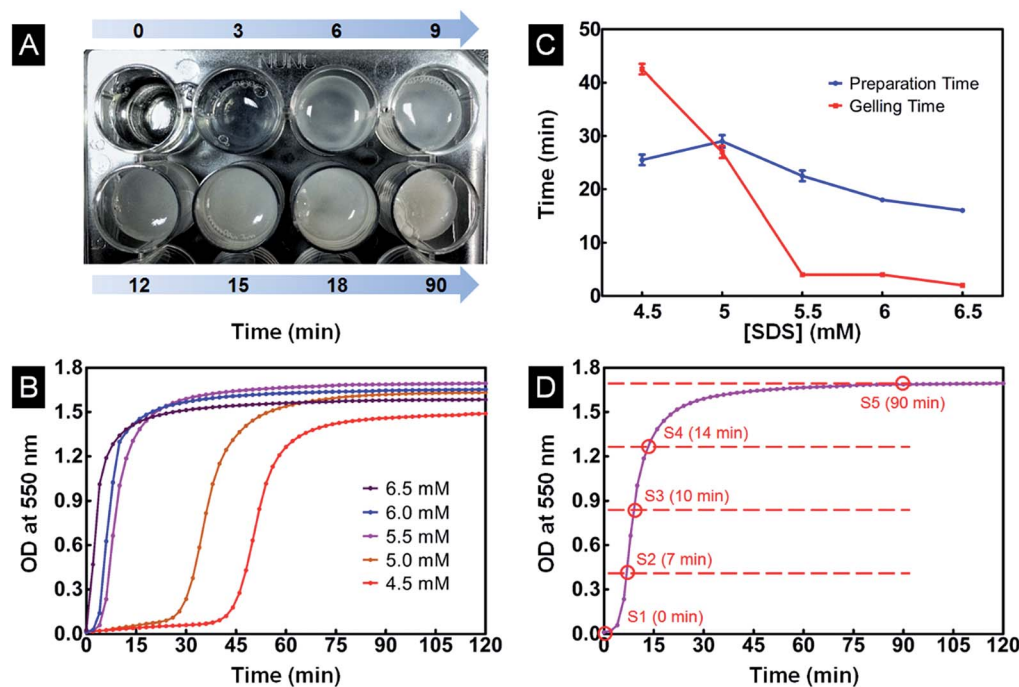 A
0 3 6 9
NUNC
12 15 18 90
Time (min)
C
50
40
30
20
10
0
Time (min)
Preparation Time
Gelling Time
4.5 5 5.5 6 6.5
[SDS] (mM)
B
1.8
1.5
1.2
0.9
0.6
0.3
0.0
OD at 550 nm
6.5 mM
6.0 mM
5.5 mM
5.0 mM
4.5 mM
0 15 30 45 60 75 90 105 120
Time (min)
D
1.8
1.5
1.2
0.9
0.6
0.3
0.0
OD at 550 nm
S5 (90 min)
S4 (14 min)
S3 (10 min)
S2 (7 min)
S1 (0 min)
0 15 30 45 60 75 90 105 120
Time (min)